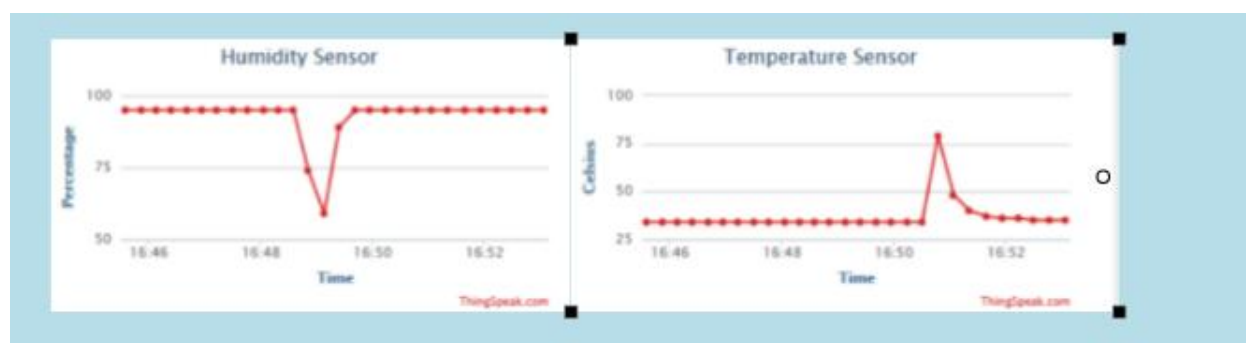 Humidity Sensor
100
75
50
Percentage
16:46 16:48 16:50 16:52
Time
ThingSpeak.com
Temperature Sensor
100
75
50
25
Celsius
16:46 16:48 16:50 16:52
Time
ThingSpeak.com